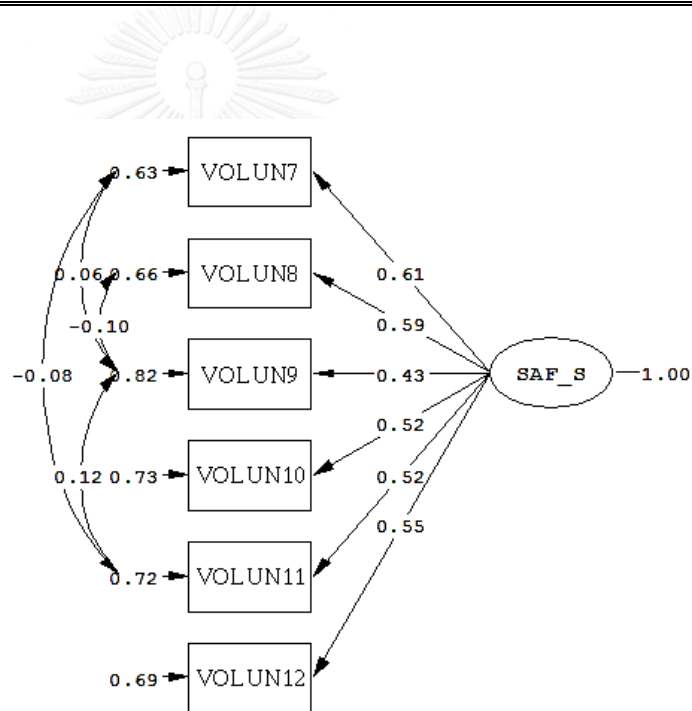 0.63 VOLUN7
0.06 0.66 VOLUN8 0.61
-0.10 0.59
-0.08 0.82 VOLUN9 0.43 SAF_S 1.00
0.52
0.12 0.73 VOLUN10 0.52
0.55
0.72 VOLUN11
0.69 VOLUN12